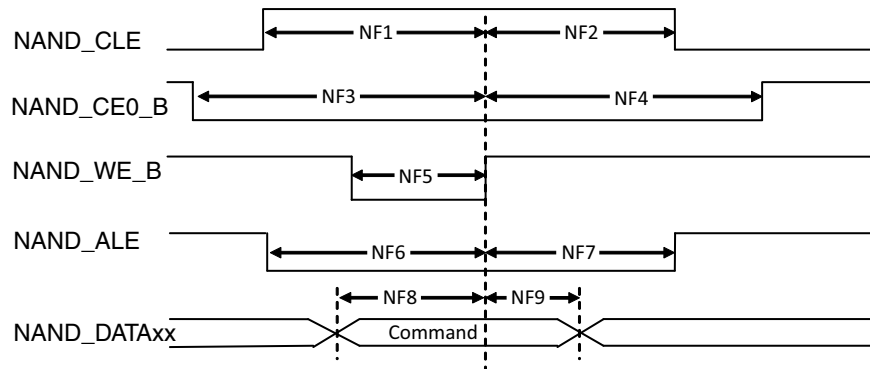 NAND_CLE
NF1
NF2
NAND_CE0_B
NF3
NF4
NAND_WE_B
NF5
NAND_ALE
NF6
NF7
NF8
NF9
NAND_DATAxx
Command